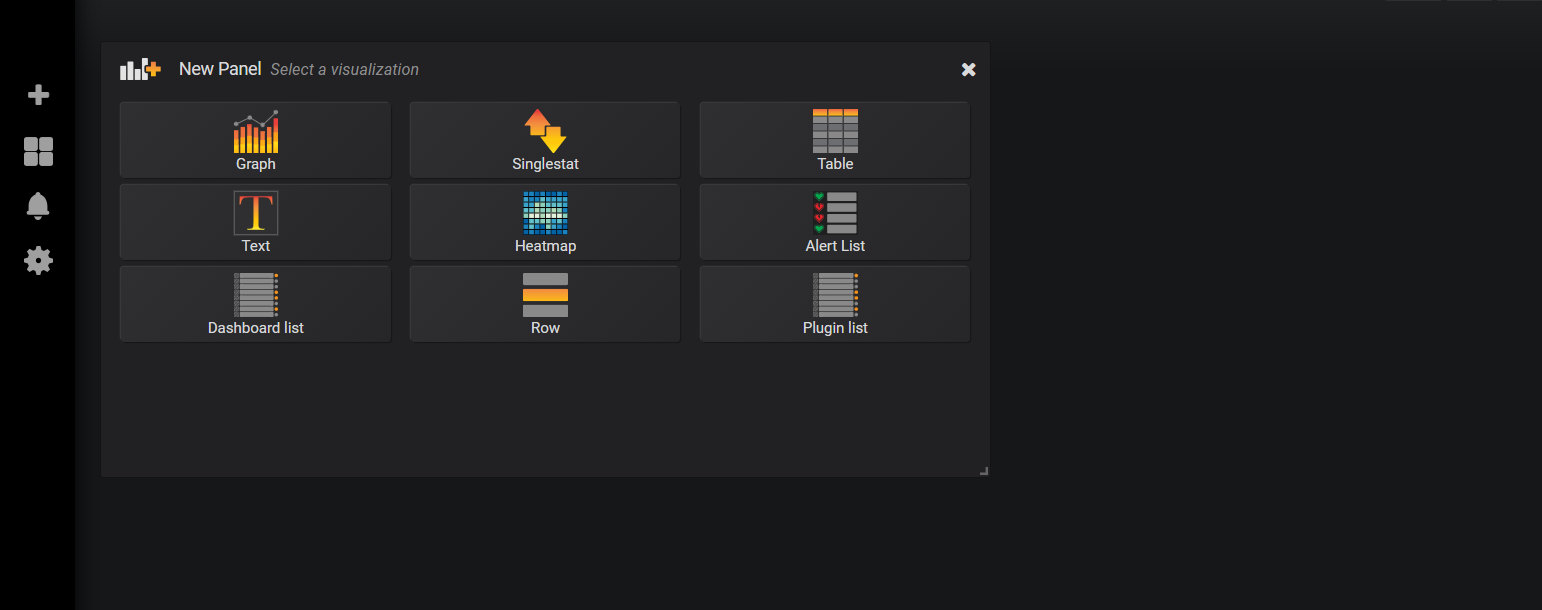 New Panel Select a visualization
Graph
Singlestat
Table
Text
Heatmap
Alert List
Dashboard list
Row
Plugin list